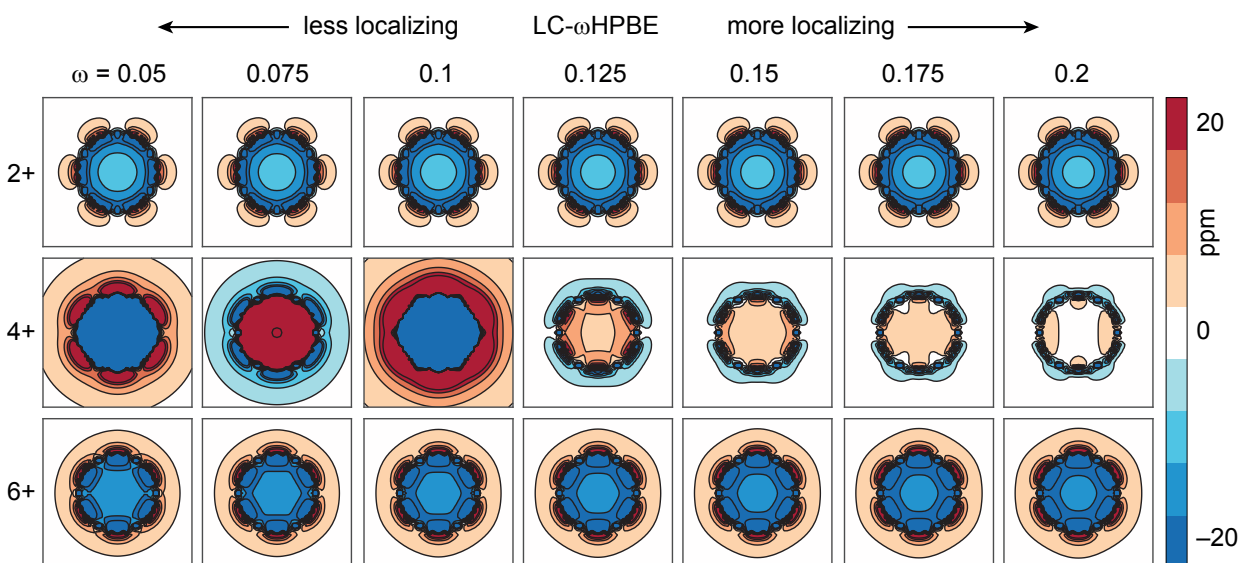 less localizing LC-ωHPBE more localizing
ω = 0.05 0.075 0.1 0.125 0.15 0.175 0.2
20
2+
ppm
4+
0
6+
–20